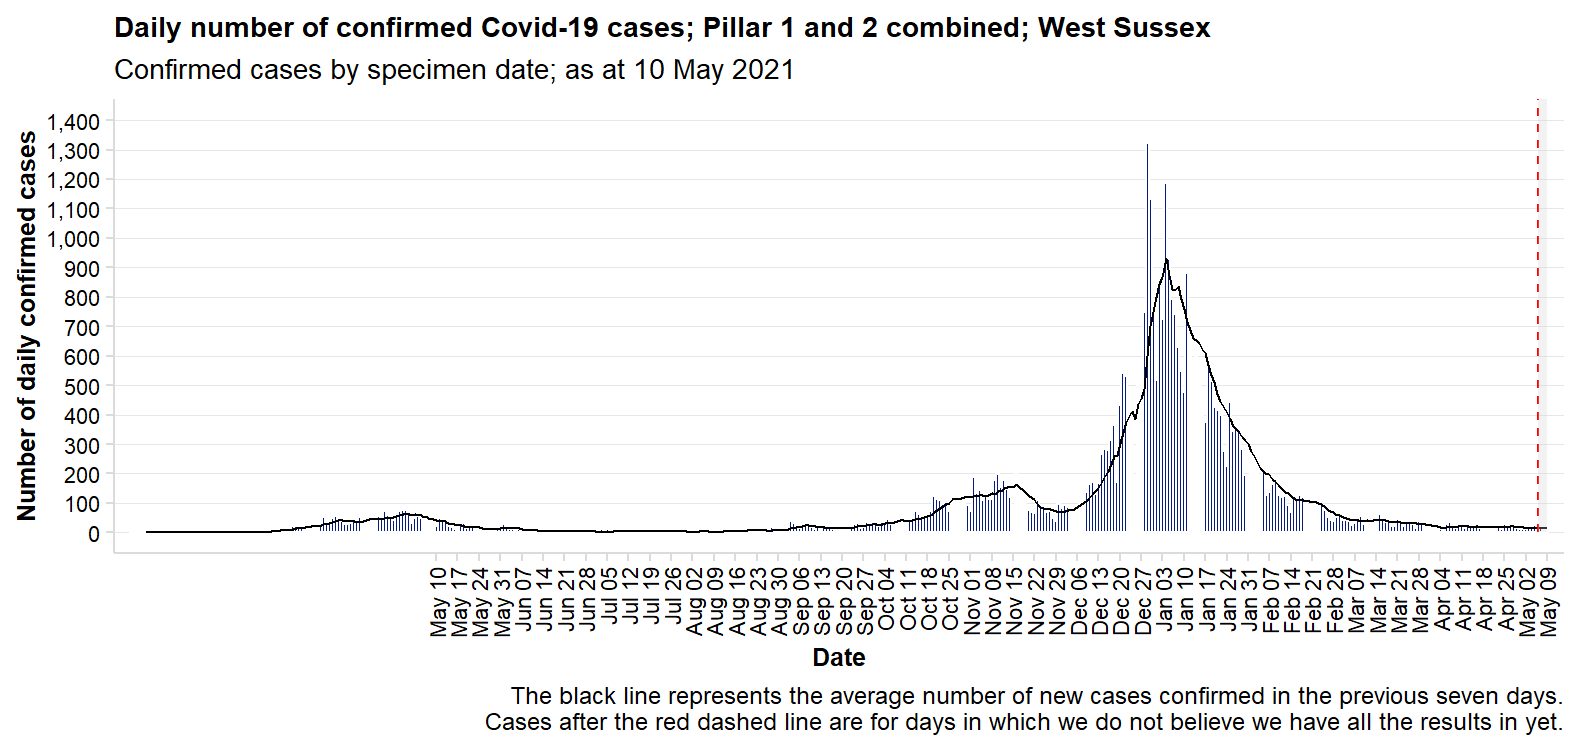 Daily number of confirmed Covid-19 cases; Pillar 1 and 2 combined; West Sussex
Confirmed cases by specimen date; as at 10 May 2021
Number of daily confirmed cases
1,400
1,300
1,200
1,100
1,000
900
800
700
600
500
400
300
200
100
0
May 10
May 17
May 24
May 31
Jun 07
Jun 14
Jun 21
Jun 28
Jul 05
Jul 12
Jul 19
Jul 26
Aug 02
Aug 09
Aug 16
Aug 23
Aug 30
Sep 06
Sep 13
Sep 20
Sep 27
Oct 04
Oct 11
Oct 18
Oct 25
Nov 01
Nov 08
Nov 15
Nov 22
Nov 29
Dec 06
Dec 13
Dec 20
Dec 27
Jan 03
Jan 10
Jan 17
Jan 24
Jan 31
Feb 07
Feb 14
Feb 21
Feb 28
Mar 07
Mar 14
Mar 21
Mar 28
Apr 04
Apr 11
Apr 18
Apr 25
May 02
May 09
Date
The black line represents the average number of new cases confirmed in the previous seven days.
Cases after the red dashed line are for days in which we do not believe we have all the results in yet.